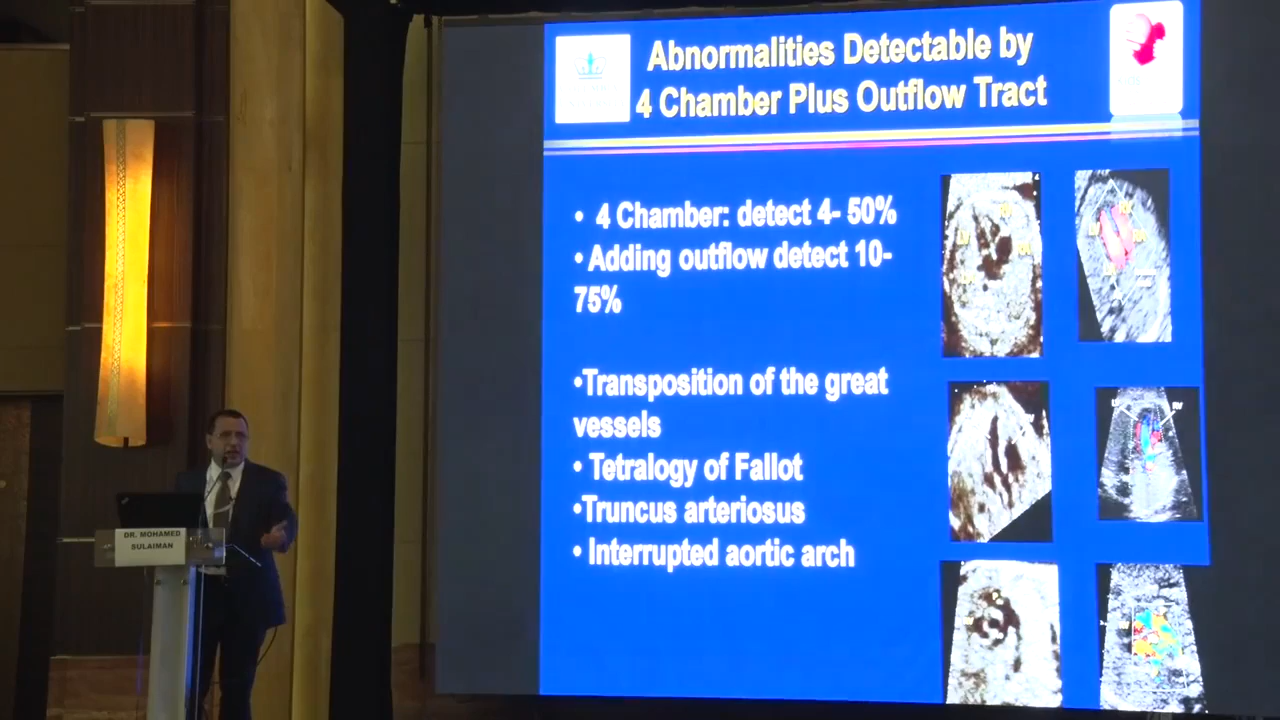 Abnormalities Detectable by
4 Chamber Plus Outflow Tract
• 4 Chamber: detect 4- 50%
• Adding outflow detect 10-
75%
•Transposition of the great
vessels
• Tetralogy of Fallot
•Truncus arteriosus
• Interrupted aortic arch
DR. MOHAMED
SULAIMAN